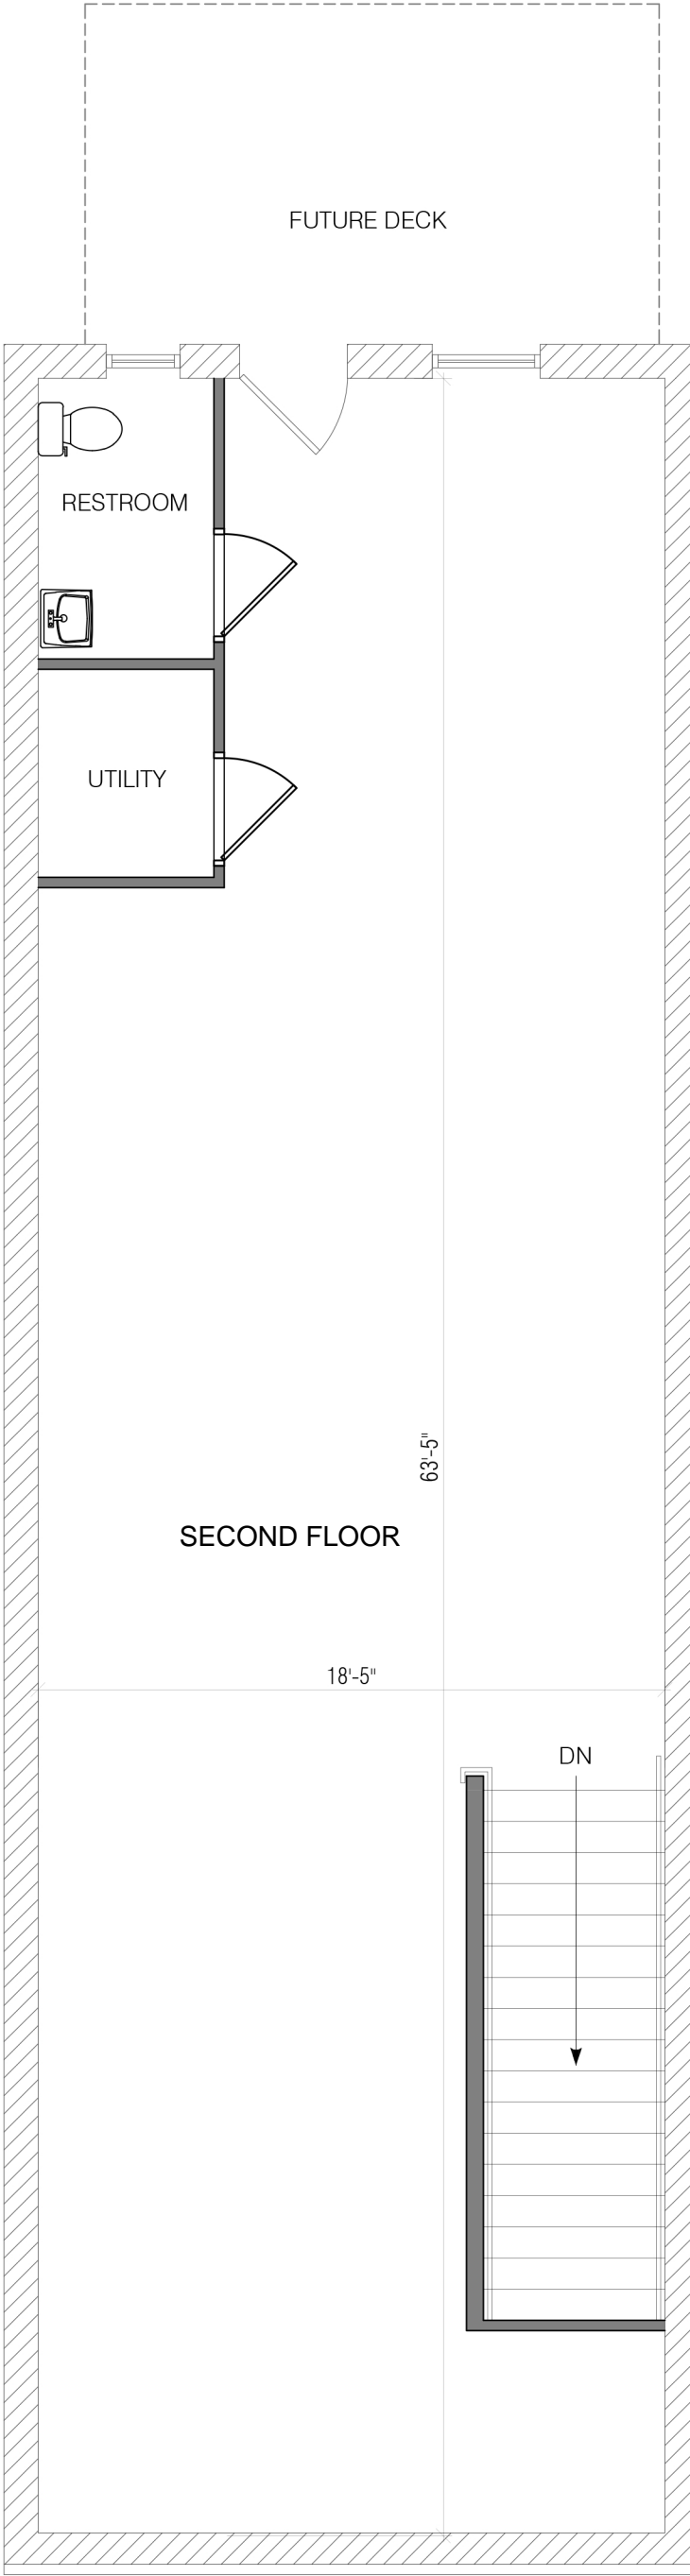 FUTURE DECK
RESTROOM
UTILITY
63'-5"
SECOND FLOOR
18'-5"
DN